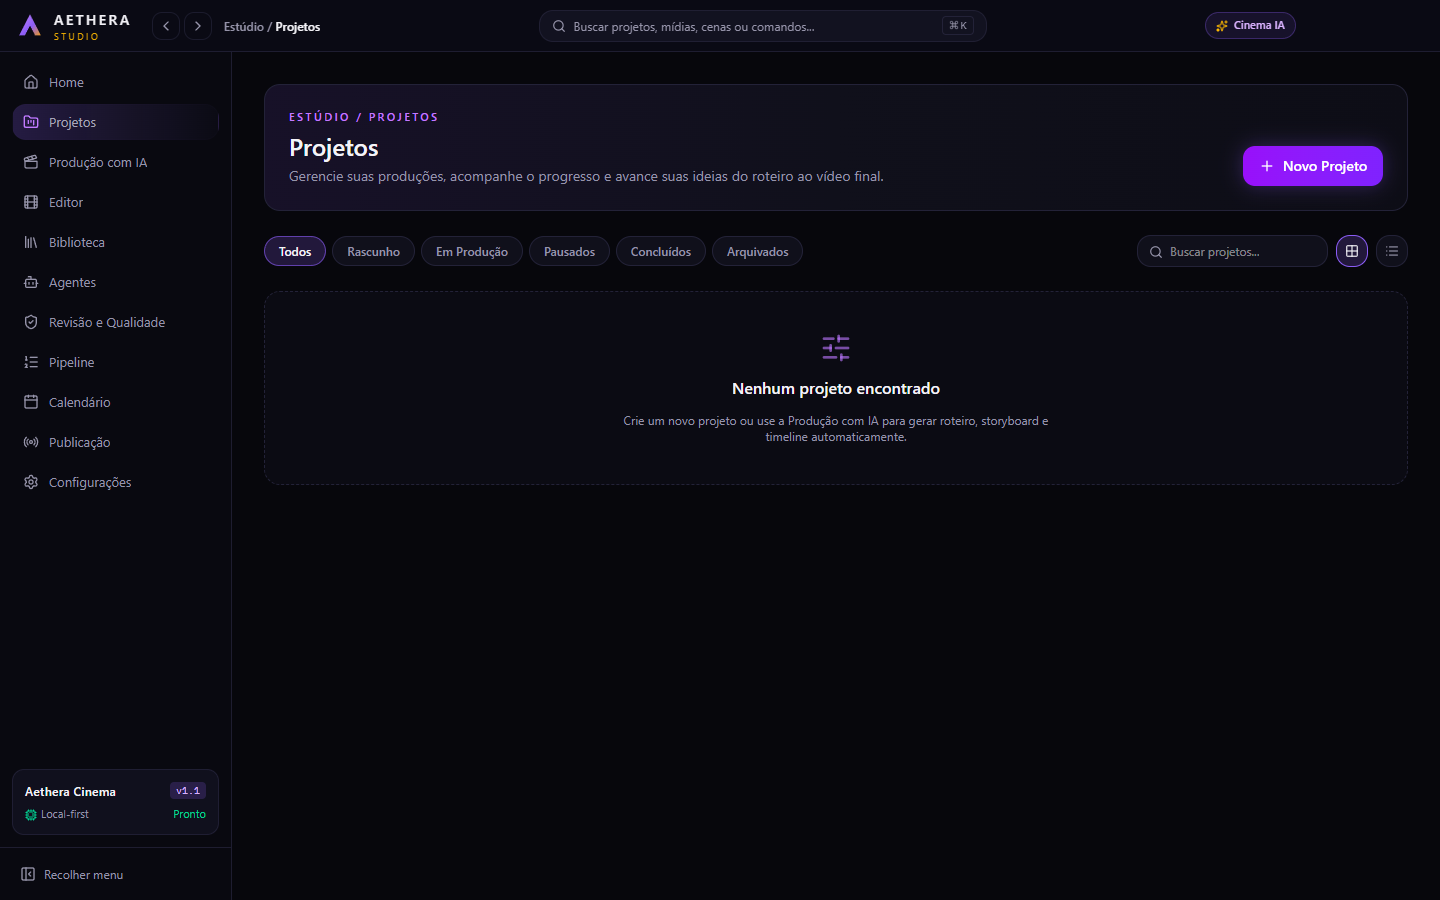 AETHERA
STUDIO
Estúdio / Projetos
Buscar projetos, mídias, cenas ou comandos...
⌘K
Cinema IA
Home
Projetos
Produção com IA
Editor
Biblioteca
Agentes
Revisão e Qualidade
Pipeline
Calendário
Publicação
Configurações
Aethera Cinema
v1.1
Local-first
Pronto
Recolher menu
ESTÚDIO / PROJETOS
Projetos
Gerencie suas produções, acompanhe o progresso e avance suas ideias do roteiro ao vídeo final.
Novo Projeto
Todos
Rascunho
Em Produção
Pausados
Concluídos
Arquivados
Buscar projetos...
Nenhum projeto encontrado
Crie um novo projeto ou use a Produção com IA para gerar roteiro, storyboard e
timeline automaticamente.